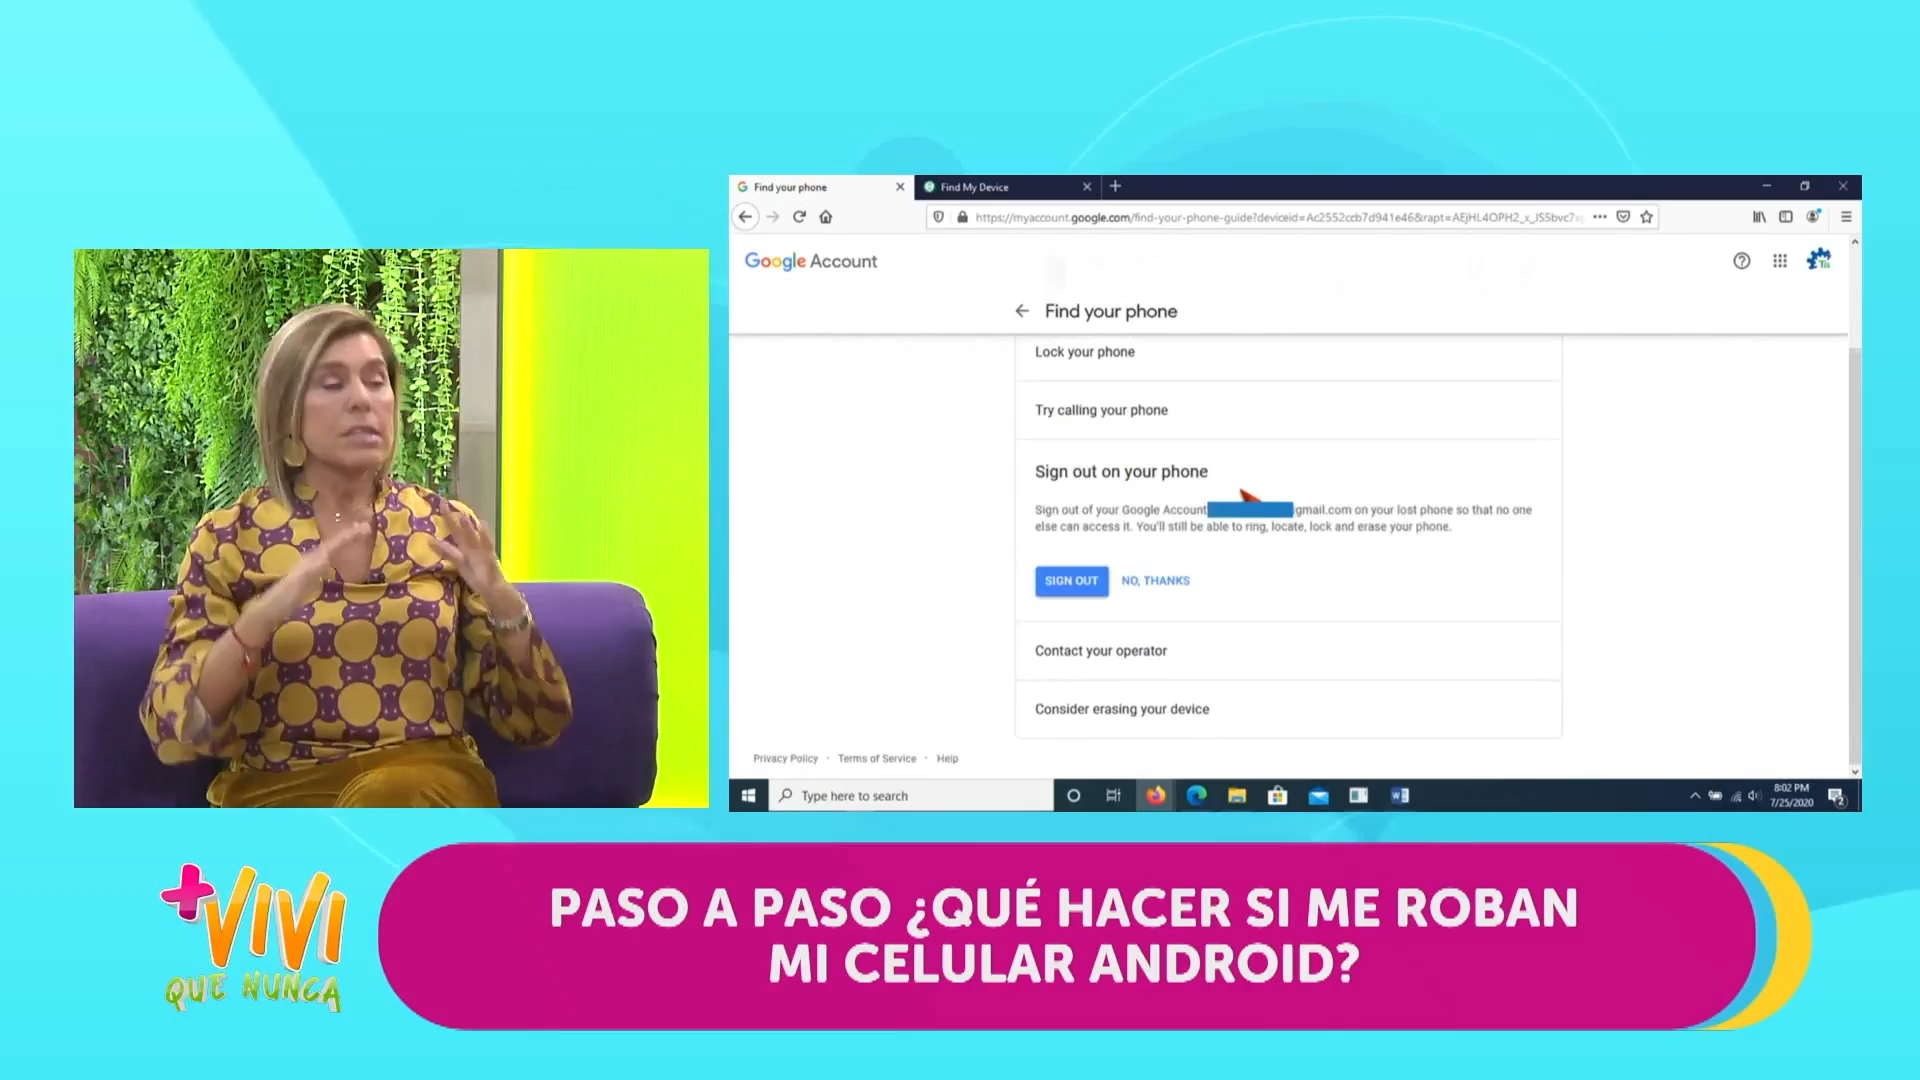 Find your phone
Find My Device
https://myaccount.google.com/find-your-phone-guide?deviceid=Ac2552ccb7d941e46&rapt=AEjHL4OPH2_x_JS5bvc7x
Google Account
Find your phone
Lock your phone
Try calling your phone
Sign out on your phone
Sign out of your Google Account gmail.com on your lost phone so that no one
else can access it. You'll still be able to ring, locate, lock and erase your phone.
SIGN OUT NO, THANKS
Contact your operator
Consider erasing your device
Privacy Policy · Terms of Service · Help
Type here to search
8:02 PM
7/25/2020
2
+VIVI
QUE NUNCA
PASO A PASO ¿QUÉ HACER SI ME ROBAN
MI CELULAR ANDROID?